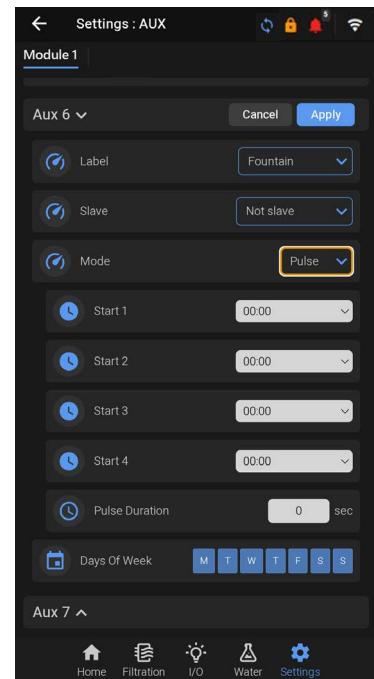 Settings : AUX
5
Module 1
Aux 6
Cancel
Apply
Label
Fountain
Slave
Not slave
Mode
Pulse
Start 1
00:00
Start 2
00:00
Start 3
00:00
Start 4
00:00
Pulse Duration
0
sec
Days Of Week
M T W T F S S
Aux 7
Home Filtration I/O Water Settings